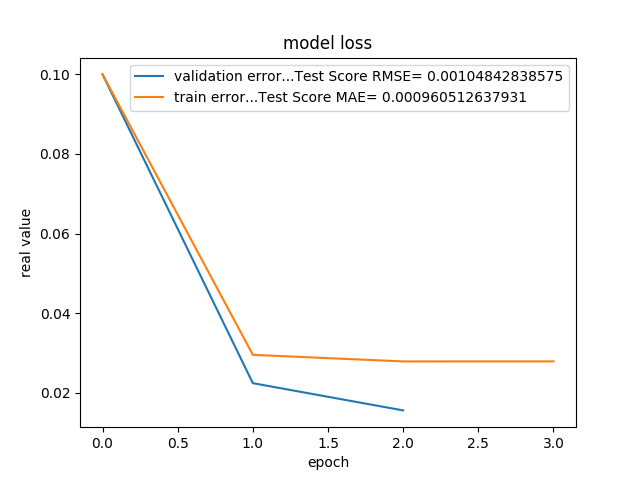 model loss
validation error...Test Score RMSE= 0.00104842838575
train error...Test Score MAE= 0.000960512637931
0.10
0.08
0.06
0.04
0.02
real value
0.0 0.5 1.0 1.5 2.0 2.5 3.0
epoch